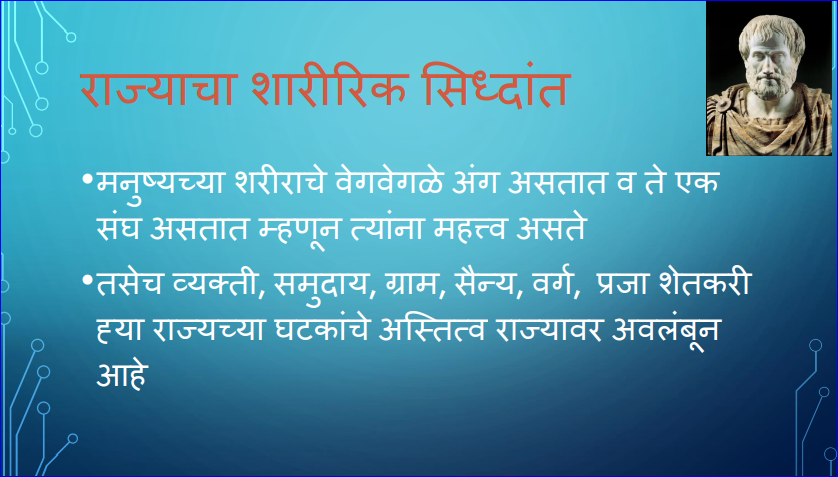 राज्याचा शारीरिक सिध्दांत
•मनुष्यच्या शरीराचे वेगवेगळे अंग असतात व ते एक
संघ असतात म्हणून त्यांना महत्त्व असते
•तसेच व्यक्ती, समुदाय, ग्राम, सैन्य, वर्ग, प्रजा शेतकरी
ह्या राज्यच्या घटकांचे अस्तित्व राज्यावर अवलंबून
आहे